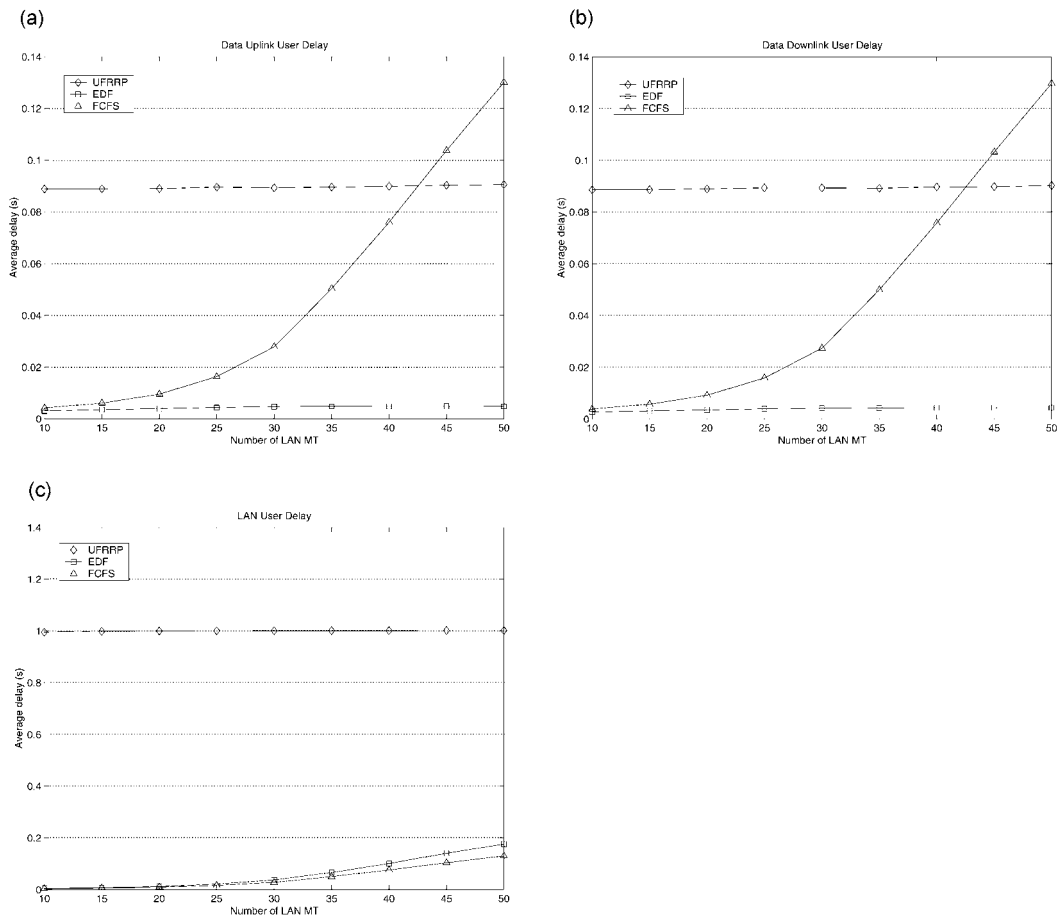 (a)
Data Uplink User Delay
0.14
0.12
0.1
0.08
0.06
0.04
0.02
0
Average delay (s)
UFRRP
EDF
FCFS
10 15 20 25 30 35 40 45 50
Number of LAN MT
(b)
Data Downlink User Delay
0.14
0.12
0.1
0.08
0.06
0.04
0.02
0
Average delay (s)
UFRRP
EDF
FCFS
10 15 20 25 30 35 40 45 50
Number of LAN MT
(c)
LAN User Delay
1.4
1.2
1
0.8
0.6
0.4
0.2
0
Average delay (s)
UFRRP
EDF
FCFS
10 15 20 25 30 35 40 45 50
Number of LAN MT